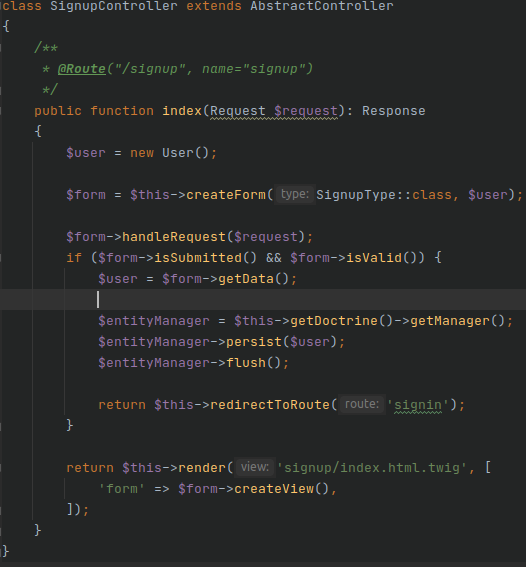 class SignupController extends AbstractController
{
    /**
     * @Route("/signup", name="signup")
     */
    public function index(Request $request): Response
    {
        $user = new User();

        $form = $this->createForm( type: SignupType::class, $user);

        $form->handleRequest($request);
        if ($form->isSubmitted() && $form->isValid()) {
            $user = $form->getData();

            $entityManager = $this->getDoctrine()->getManager();
            $entityManager->persist($user);
            $entityManager->flush();

            return $this->redirectToRoute( route: 'signin');
        }

        return $this->render( view: 'signup/index.html.twig', [
            'form' => $form->createView(),
        ]);
    }
}